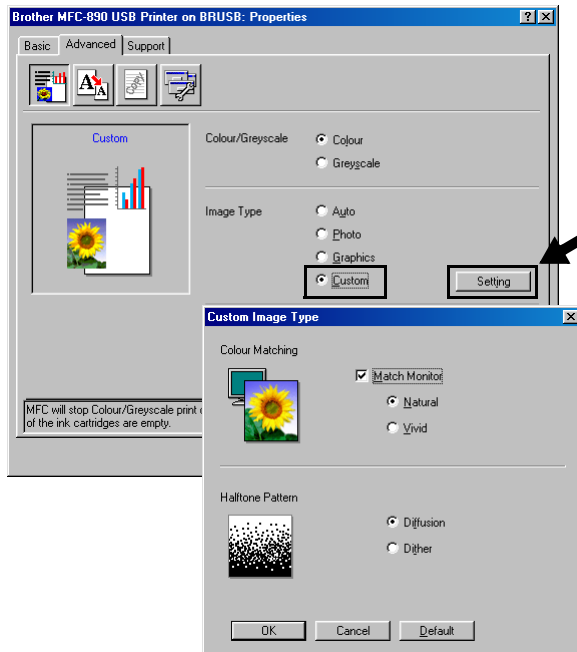 Brother MFC-890 USB Printer on BRUSB: Properties
Basic Advanced Support
Custom
Colour/Greyscale
Colour
Greyscale
Image Type
Auto
Photo
Graphics
Custom
Setting
MFC will stop Colour/Greyscale print
of the ink cartridges are empty.
Custom Image Type
Colour Matching
Match Monitor
Natural
Vivid
Halftone Pattern
Diffusion
Dither
OK Cancel Default